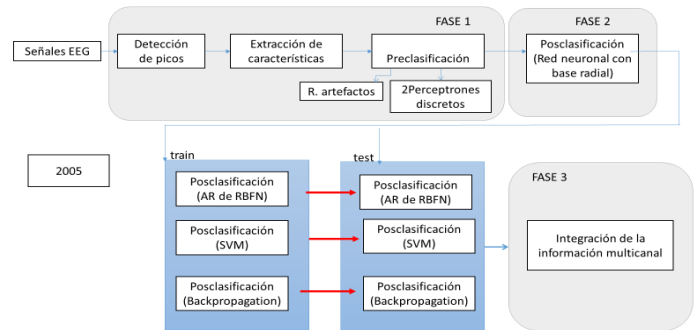 FASE 1
FASE 2
Señales EEG
Detección
de picos
Extracción de
características
Preclasificación
Posclasificación
(Red neuronal con
base radial)
R. artefactos
2Perceptrones
discretos
train
test
2005
Posclasificación
(AR de RBFN)
Posclasificación
(AR de RBFN)
FASE 3
Posclasificación
(SVM)
Posclasificación
(SVM)
Integración de la
información multicanal
Posclasificación
(Backpropagation)
Posclasificación
(Backpropagation)